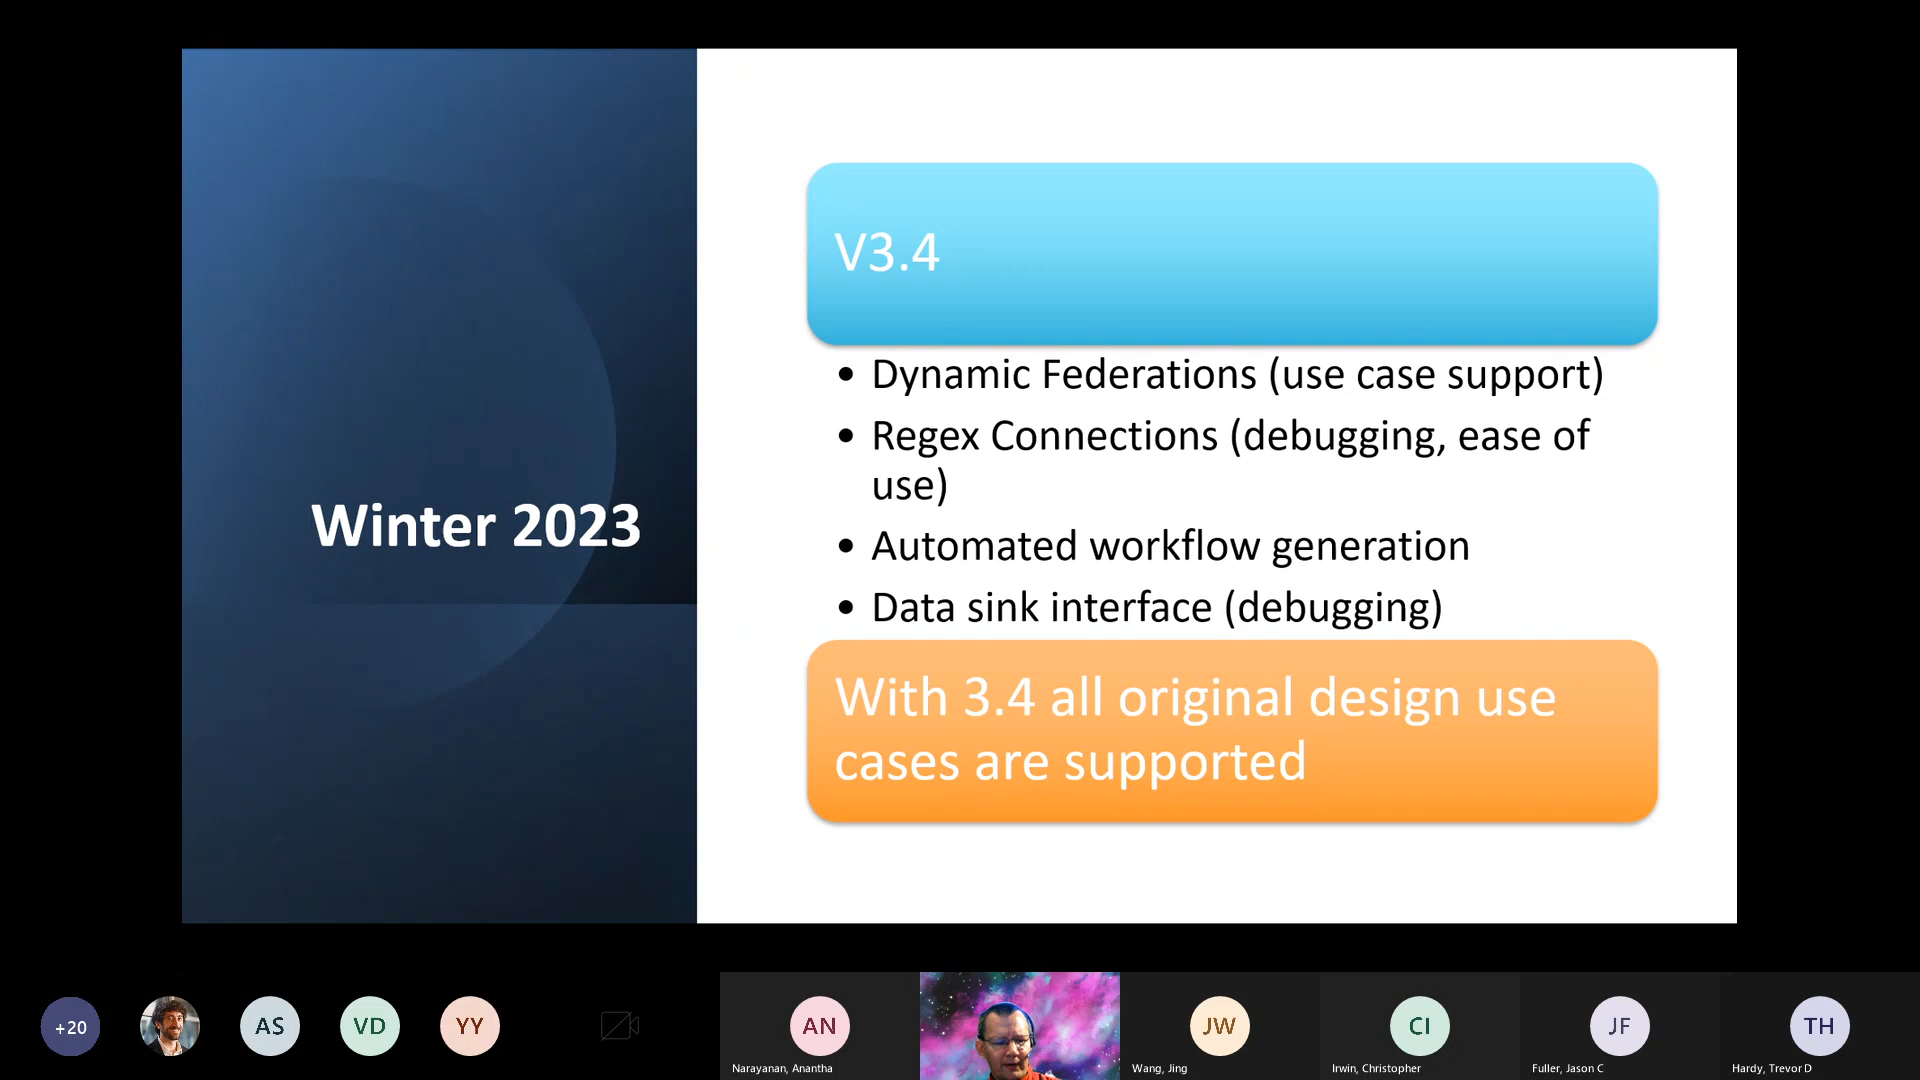 Winter 2023
V3.4
• Dynamic Federations (use case support)
• Regex Connections (debugging, ease of
use)
• Automated workflow generation
• Data sink interface (debugging)
With 3.4 all original design use
cases are supported
+20
AS
VD
YY
AN
Narayanan, Anantha
JW
Wang, Jing
CI
Irwin, Christopher
JF
Fuller, Jason C
TH
Hardy, Trevor D